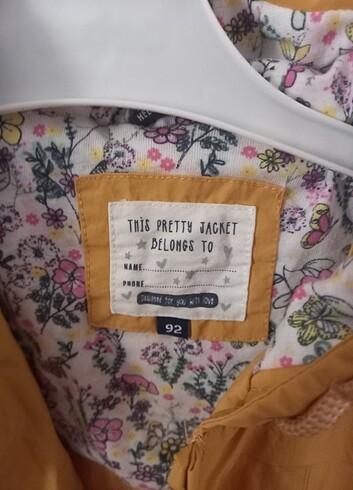 THIS PRETTY JACKET
BELONGS TO
NAME
PHONE
Designed for you with love
92